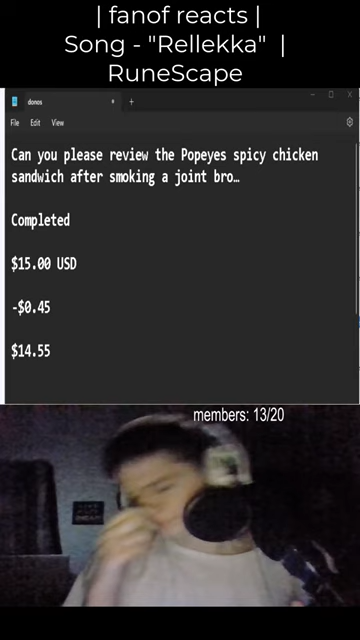 | fanof reacts |
Song - "Rellekka" |
RuneScape
donos
File Edit View
Can you please review the Popeyes spicy chicken
sandwich after smoking a joint bro…
Completed
$15.00 USD
-$0.45
$14.55
members: 13/20